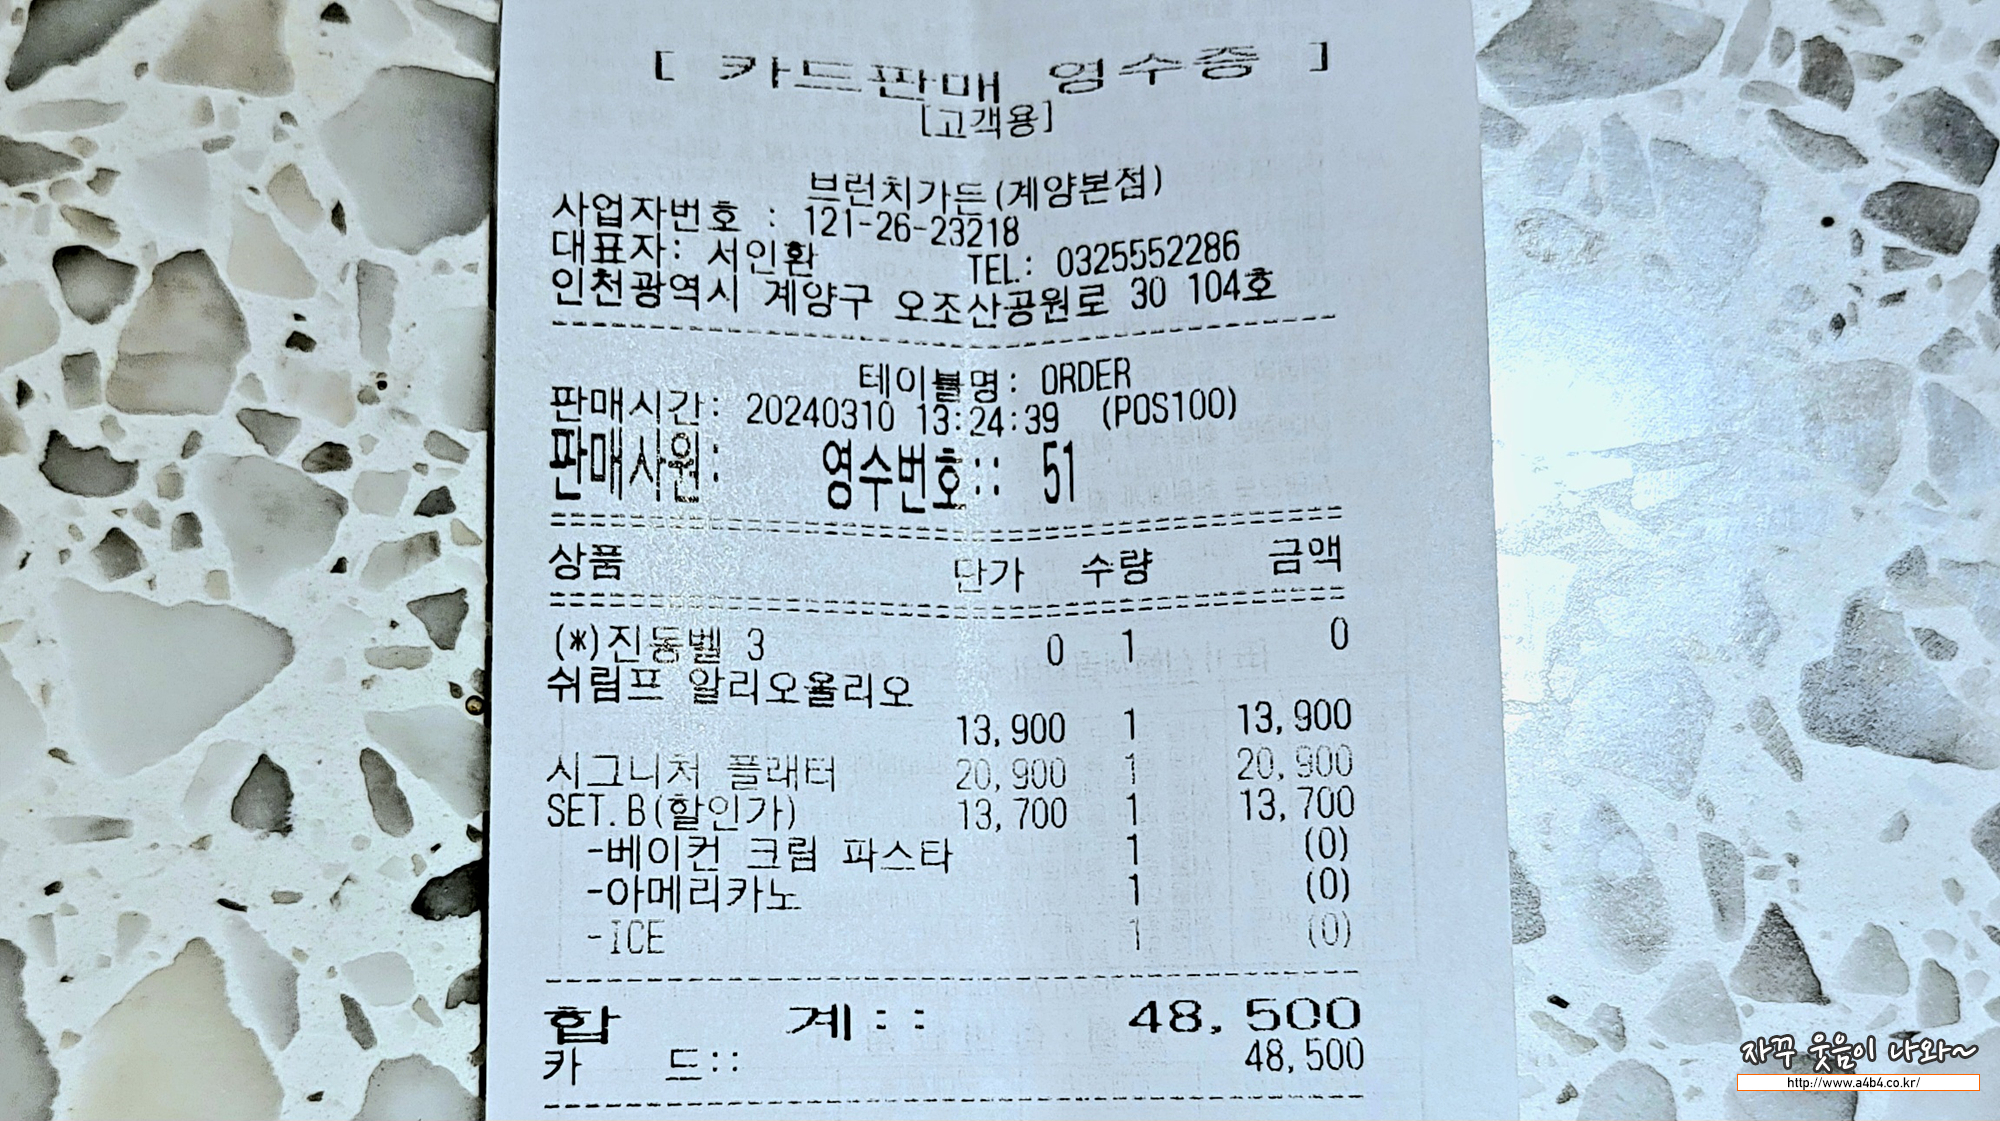 [ 카드판매 영수증 ]
[고객용]
브런치가든(계양본점)
사업자번호 : 121-26-23218
대표자: 서인환 TEL.: 0325552286
인천광역시 계양구 오조산공원로 30 104호
테이블명: ORDER
판매시간: 20240310 13:24:39 (POS100)
판매사원: 영수번호:: 51
상품 단가 수량 금액
(*)진동벨 3 0 1 0
쉬림프 알리오올리오
13,900 1 13,900
시그니처 플래터 20,900 1 20,900
SET.B(할인가) 13,700 1 13,700
-베이컨 크림 파스타 1 (0)
-아메리카노 1 (0)
-ICE 1 (0)
합 계:: 48,500
카 드:: 48,500
자꾸 웃음이 나와~
http://www.a4b4.co.kr/